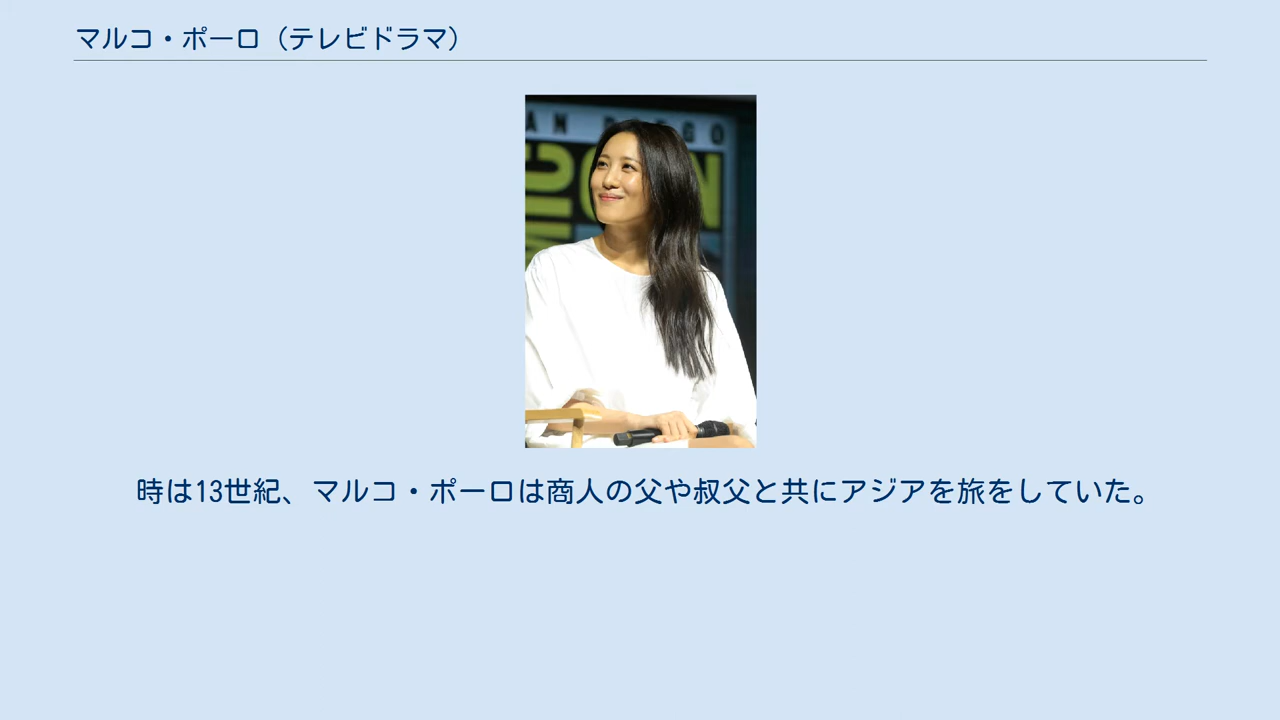 マルコ・ポーロ（テレビドラマ）
AN DIEGO
時は13世紀、マルコ・ポーロは商人の父や叔父と共にアジアを旅をしていた。